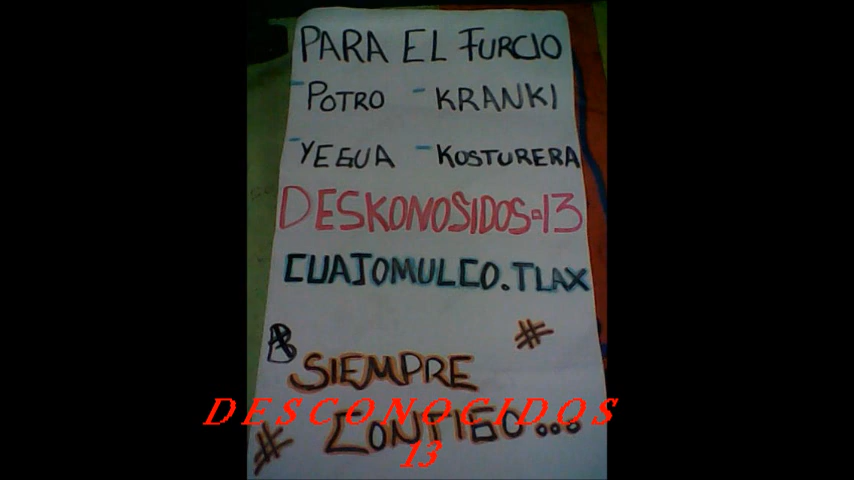 PARA EL FURCIO
-POTRO -KRANKI
-YEGUA -KOSTURERA
DESKONOSIDOS-13
CUAJOMULCO.TLAX
#
SIEMPRE
DESCONOCIDOS
# CONTIGO...
13